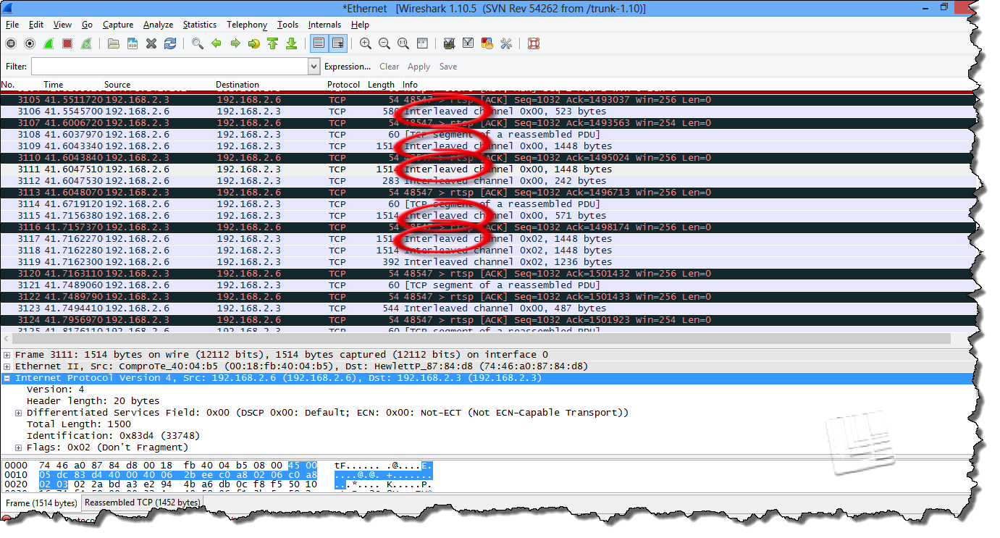 *Ethernet [Wireshark 1.10.5 (SVN Rev 54262 from /trunk-1.10)]
File Edit View Go Capture Analyze Statistics Telephony Tools Internals Help
Filter: Expression... Clear Apply Save
No. Time Source Destination Protocol Length Info
3105 41.5511720 192.168.2.3 192.168.2.6 TCP 54 48547 > rtsp [ACK] Seq=1032 Ack=1493037 Win=256 Len=0
3106 41.5545700 192.168.2.6 192.168.2.3 TCP 580 Interleaved channel 0x00, 523 bytes
3107 41.6006720 192.168.2.3 192.168.2.6 TCP 54 48547 > rtsp [ACK] Seq=1032 Ack=1493563 Win=254 Len=0
3108 41.6037970 192.168.2.6 192.168.2.3 TCP 60 [TCP segment of a reassembled PDU]
3109 41.6043340 192.168.2.6 192.168.2.3 TCP 1514 Interleaved channel 0x00, 1448 bytes
3110 41.6043840 192.168.2.3 192.168.2.6 TCP 54 48547 > rtsp [ACK] Seq=1032 Ack=1495024 Win=256 Len=0
3111 41.6047510 192.168.2.6 192.168.2.3 TCP 1514 Interleaved channel 0x00, 1448 bytes
3112 41.6047530 192.168.2.6 192.168.2.3 TCP 283 Interleaved channel 0x00, 242 bytes
3113 41.6048070 192.168.2.3 192.168.2.6 TCP 54 48547 > rtsp [ACK] Seq=1032 Ack=1496713 Win=256 Len=0
3114 41.6719120 192.168.2.6 192.168.2.3 TCP 60 [TCP segment of a reassembled PDU]
3115 41.7156380 192.168.2.6 192.168.2.3 TCP 1514 Interleaved channel 0x00, 571 bytes
3116 41.7157370 192.168.2.3 192.168.2.6 TCP 54 48547 > rtsp [ACK] Seq=1032 Ack=1498174 Win=256 Len=0
3117 41.7162270 192.168.2.6 192.168.2.3 TCP 1514 Interleaved channel 0x02, 1448 bytes
3118 41.7162280 192.168.2.6 192.168.2.3 TCP 1514 Interleaved channel 0x02, 1448 bytes
3119 41.7162300 192.168.2.6 192.168.2.3 TCP 392 Interleaved channel 0x02, 1236 bytes
3120 41.7163110 192.168.2.3 192.168.2.6 TCP 54 48547 > rtsp [ACK] Seq=1032 Ack=1501432 Win=256 Len=0
3121 41.7489060 192.168.2.6 192.168.2.3 TCP 60 [TCP segment of a reassembled PDU]
3122 41.7489790 192.168.2.3 192.168.2.6 TCP 54 48547 > rtsp [ACK] Seq=1032 Ack=1501433 Win=256 Len=0
3123 41.7494410 192.168.2.6 192.168.2.3 TCP 544 Interleaved channel 0x00, 487 bytes
3124 41.7956970 192.168.2.3 192.168.2.6 TCP 54 48547 > rtsp [ACK] Seq=1032 Ack=1501923 Win=254 Len=0
3125 41.8176110 192.168.2.6 192.168.2.3 TCP 60 [TCP segment of a reassembled PDU]
Frame 3111: 1514 bytes on wire (12112 bits), 1514 bytes captured (12112 bits) on interface 0
Ethernet II, Src: ComproTe_40:04:b5 (00:18:fb:40:04:b5), Dst: HewlettP_87:84:d8 (74:46:a0:87:84:d8)
Internet Protocol Version 4, Src: 192.168.2.6 (192.168.2.6), Dst: 192.168.2.3 (192.168.2.3)
Version: 4
Header length: 20 bytes
Differentiated Services Field: 0x00 (DSCP 0x00: Default; ECN: 0x00: Not-ECT (Not ECN-Capable Transport))
Total Length: 1500
Identification: 0x83d4 (33748)
Flags: 0x02 (Don't Fragment)
0000 74 46 a0 87 84 d8 00 18 fb 40 04 b5 08 00 45 00 tF...... .@....E.
0010 05 dc 83 d4 40 00 40 06 2b ee c0 a8 02 06 c0 a8 ....@.@. +.......
0020 02 03 02 2a bd a3 e2 94 4b a6 db 0c f8 f5 50 10 ...*.... K.....P.
Frame (1514 bytes) Reassembled TCP (1452 bytes)